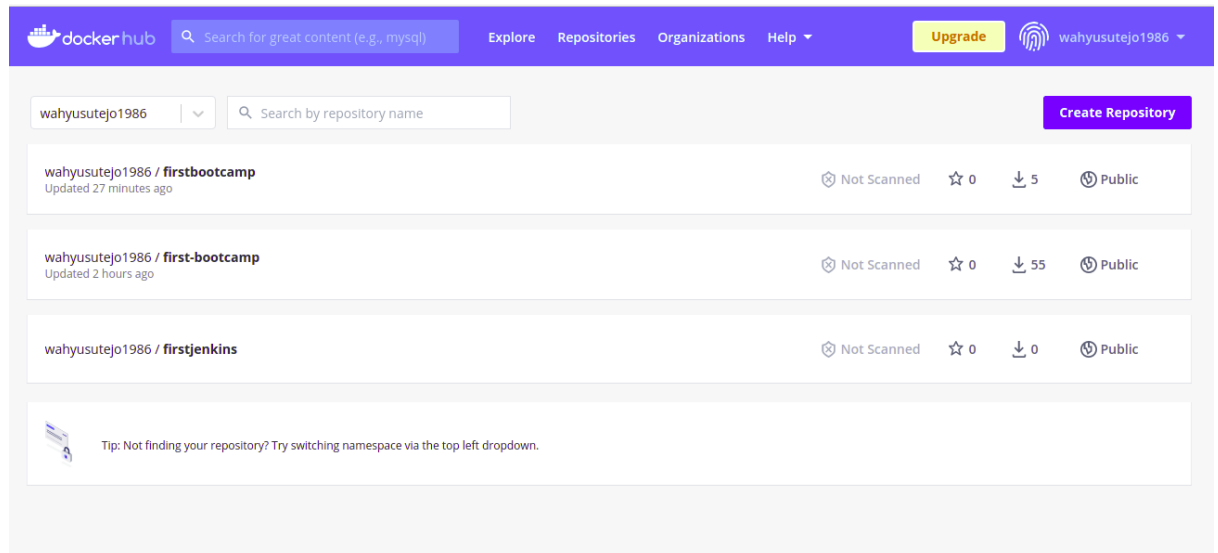 dockerhub Search for great content (e.g., mysql) Explore Repositories Organizations Help Upgrade wahyusutejo1986
wahyusutejo1986 Search by repository name Create Repository
wahyusutejo1986 / firstbootcamp
Updated 27 minutes ago
Not Scanned 0 5 Public
wahyusutejo1986 / first-bootcamp
Updated 2 hours ago
Not Scanned 0 55 Public
wahyusutejo1986 / firstjenkins Not Scanned 0 0 Public
Tip: Not finding your repository? Try switching namespace via the top left dropdown.